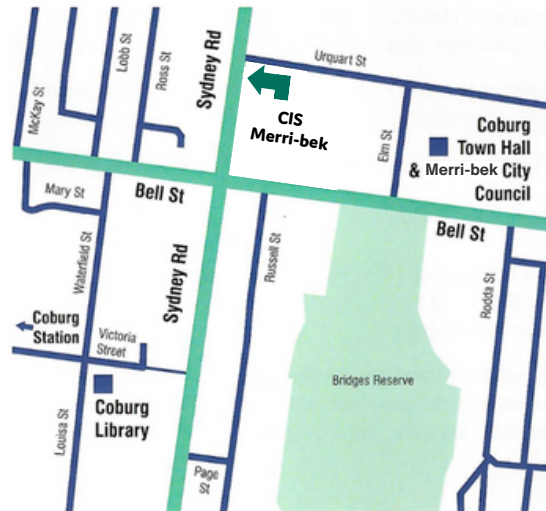 McKay St
Lobb St
Ross St
Sydney Rd
Urquart St
CIS
Merri-bek
Elm St
Coburg
Town Hall
& Merri-bek City
Council
Mary St
Bell St
Bell St
Waterfield St
Sydney Rd
Russell St
Rodda St
Coburg
Station
Victoria
Street
Bridges Reserve
Coburg
Library
Louisa St
Page
St